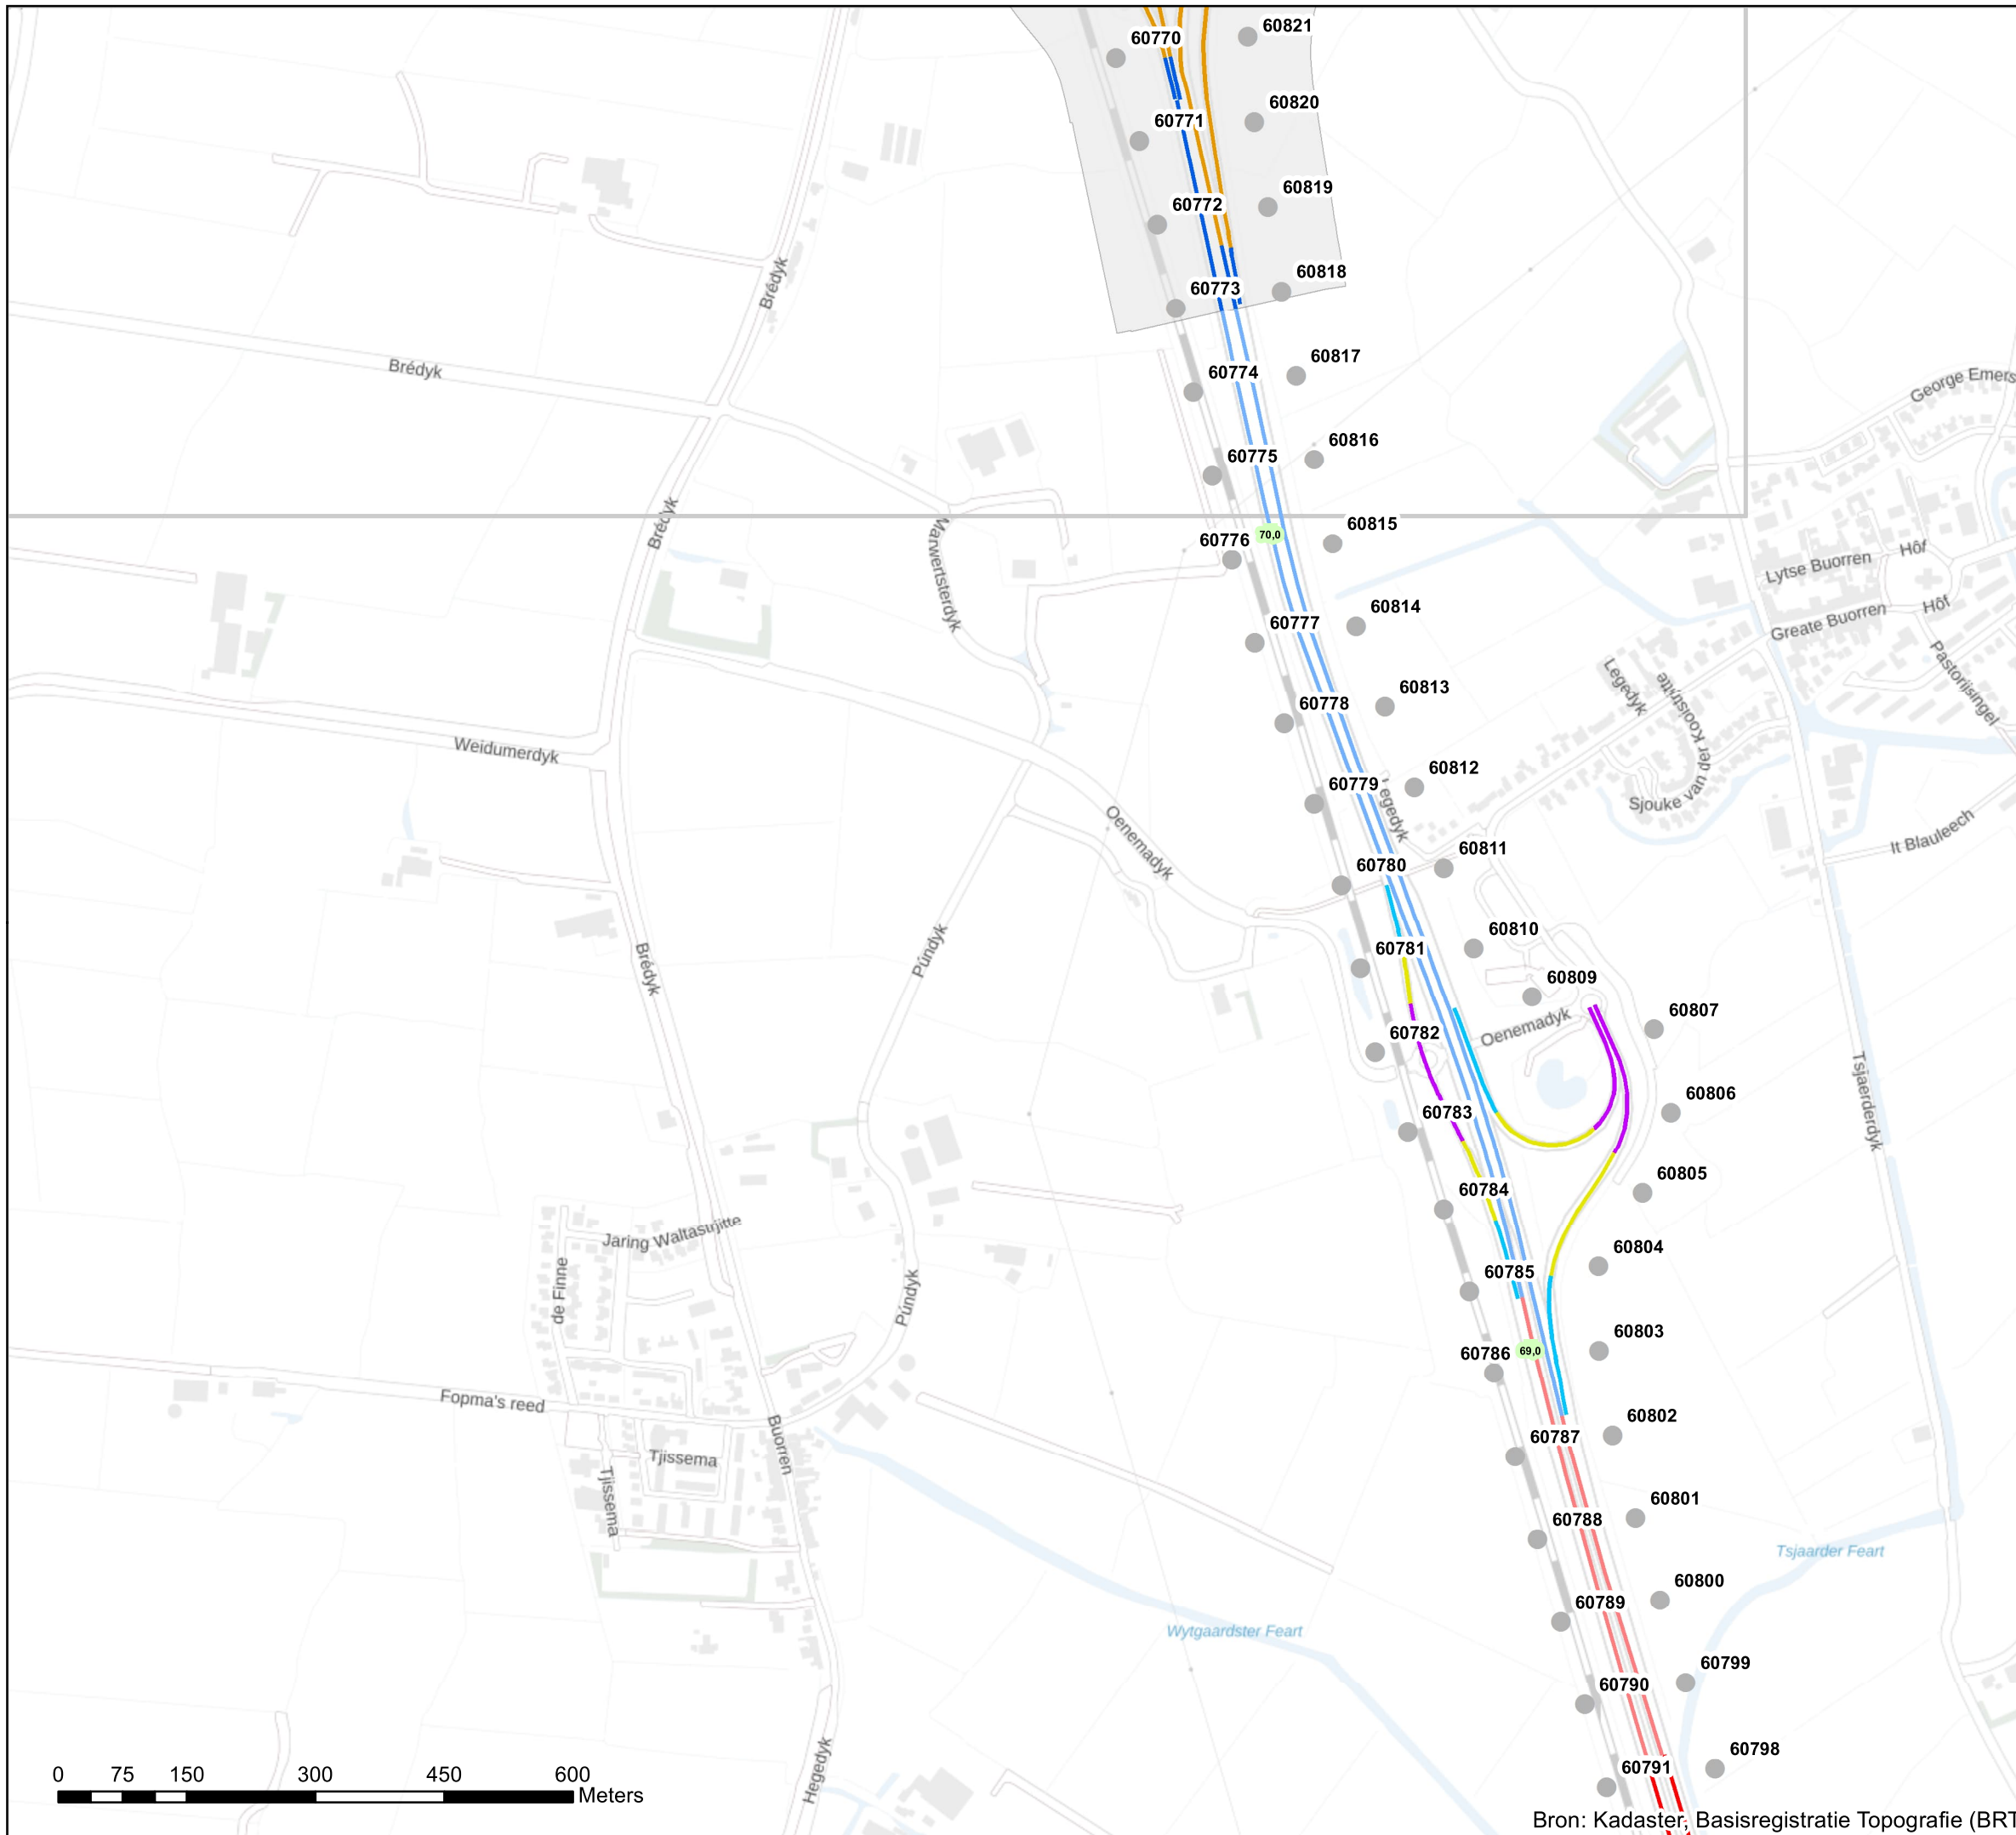 60770
60821
60771
60820
60772
60819
60773
60818
60774
60817
60775
60816
60776
70,0
60815
60777
60814
60778
60813
60779
60812
60780
60811
60781
60810
60809
60782
60807
60783
60806
60784
60805
60785
60804
60786
69,0
60803
60787
60802
60788
60801
60789
60800
60790
60799
60791
60798
Brédyk
Brédyk
Brédyk
Brédyk
Marwertsterdyk
Weidumerdyk
Oenemadyk
Legedyk
Legedyk
George Emers
Lytse Buorren
Hôf
Greate Buorren
Hôf
Pastorijsingel
Sjouke van der Kooistrjitte
It Blauleech
Púndyk
Oenemadyk
Tsjaerderdyk
Jaring Waltastrjitte
de Finne
Púndyk
Fopma's reed
Buorren
Tjissema
Tjissema
Tsjaarder Feart
Wytgaardster Feart
Hegedyk
0 75 150 300 450 600
Meters
Bron: Kadaster, Basisregistratie Topografie (BRT